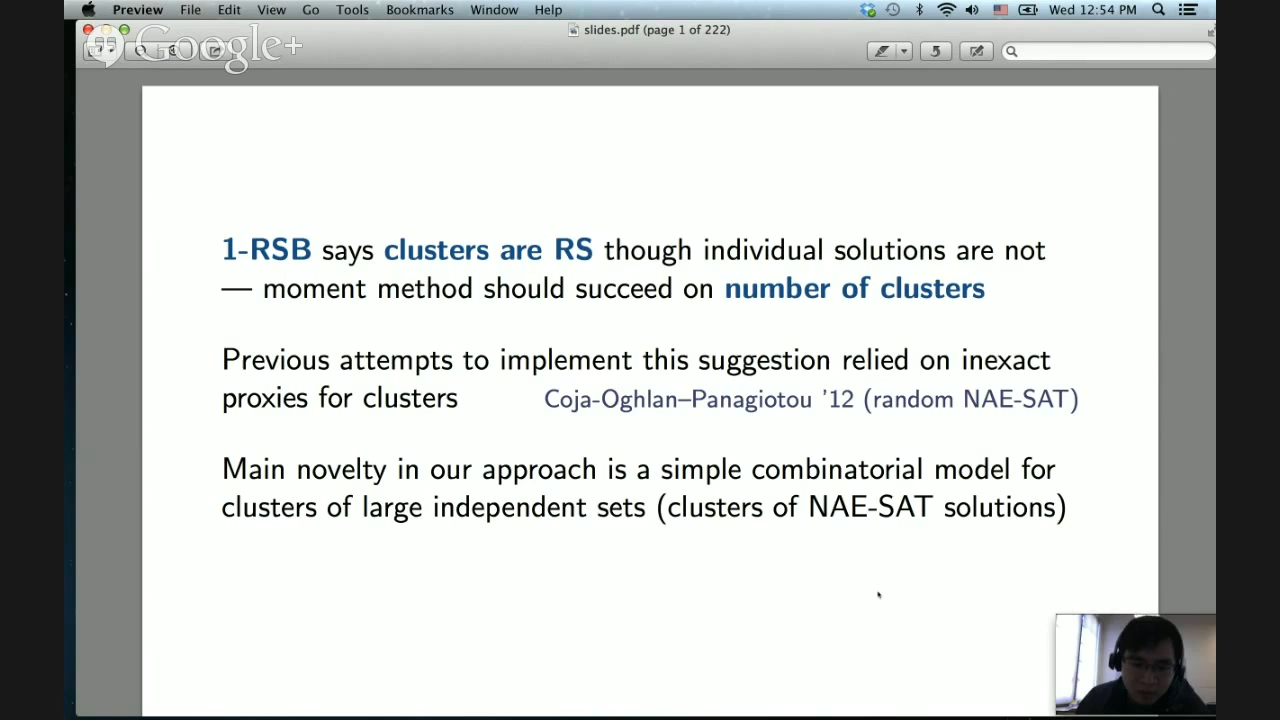 Preview File Edit View Go Tools Bookmarks Window Help Wed 12:54 PM
Google+
slides.pdf (page 1 of 222)
1-RSB says clusters are RS though individual solutions are not
— moment method should succeed on number of clusters
Previous attempts to implement this suggestion relied on inexact
proxies for clusters Coja-Oghlan–Panagiotou '12 (random NAE-SAT)
Main novelty in our approach is a simple combinatorial model for
clusters of large independent sets (clusters of NAE-SAT solutions)